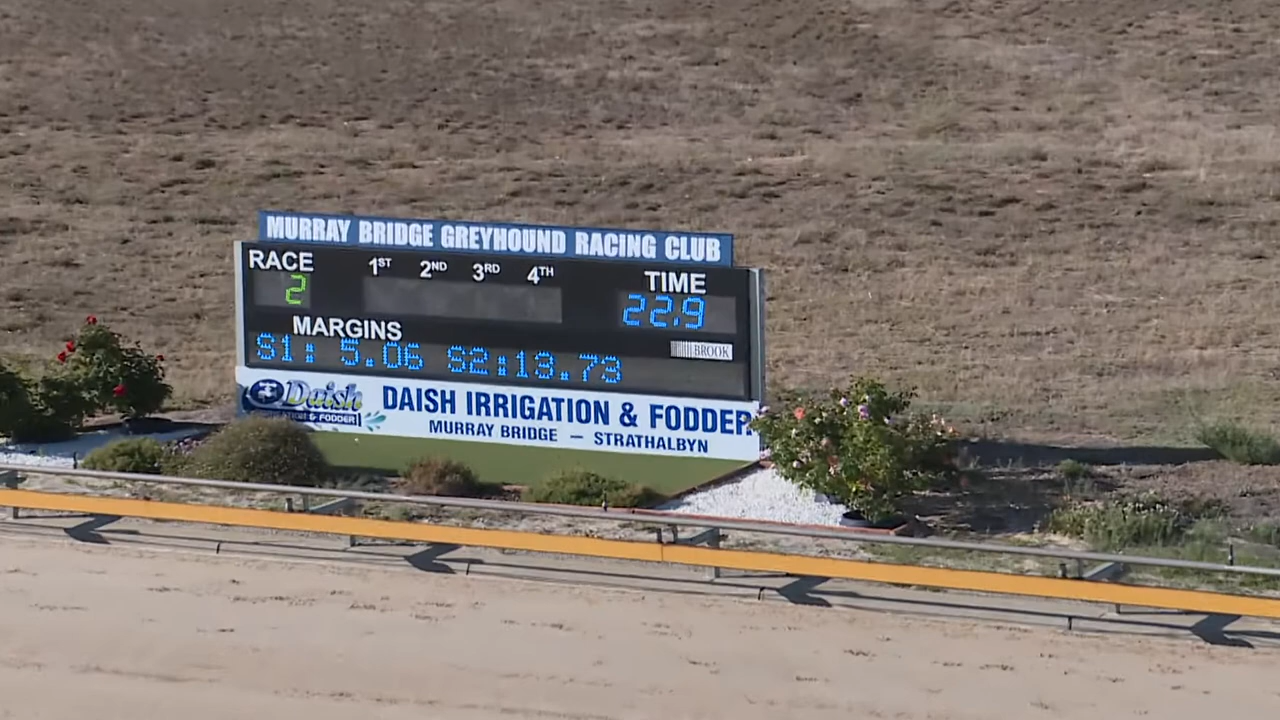 MURRAY BRIDGE GREYHOUND RACING CLUB
RACE 1ST 2ND 3RD 4TH TIME
2 22.9
MARGINS
BROOK
S1: 5.06 S2:13.73
Daish
IRRIGATION & FODDER
DAISH IRRIGATION & FODDER
MURRAY BRIDGE — STRATHALBYN